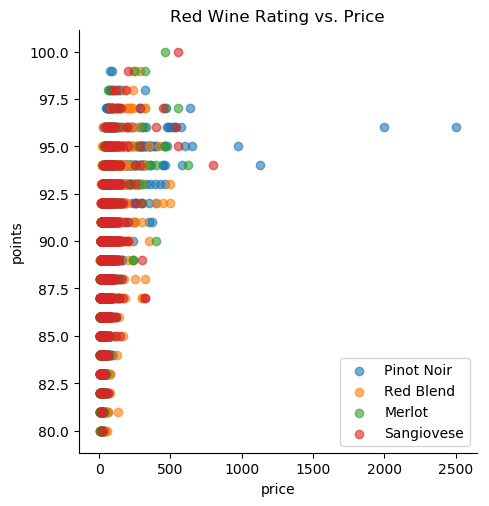 Red Wine Rating vs. Price
100.0
97.5
95.0
92.5
90.0
87.5
85.0
82.5
80.0
points
Pinot Noir
Red Blend
Merlot
Sangiovese
0
500
1000
1500
2000
2500
price